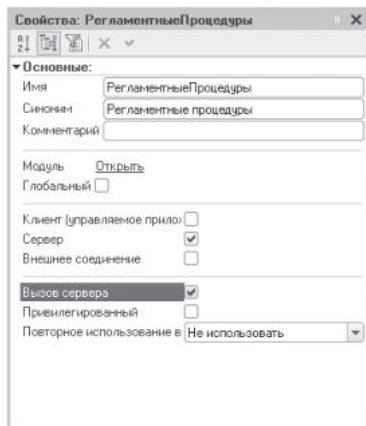 Свойства: РегламентныеПроцедуры
Основные:
Имя РегламентныеПроцедуры
Синоним Регламентные процедуры
Комментарий
Модуль Открыть
Глобальный
Клиент (управляемое прило
Сервер
Внешнее соединение
Вызов сервера
Привилегированный
Повторное использование в Не использовать